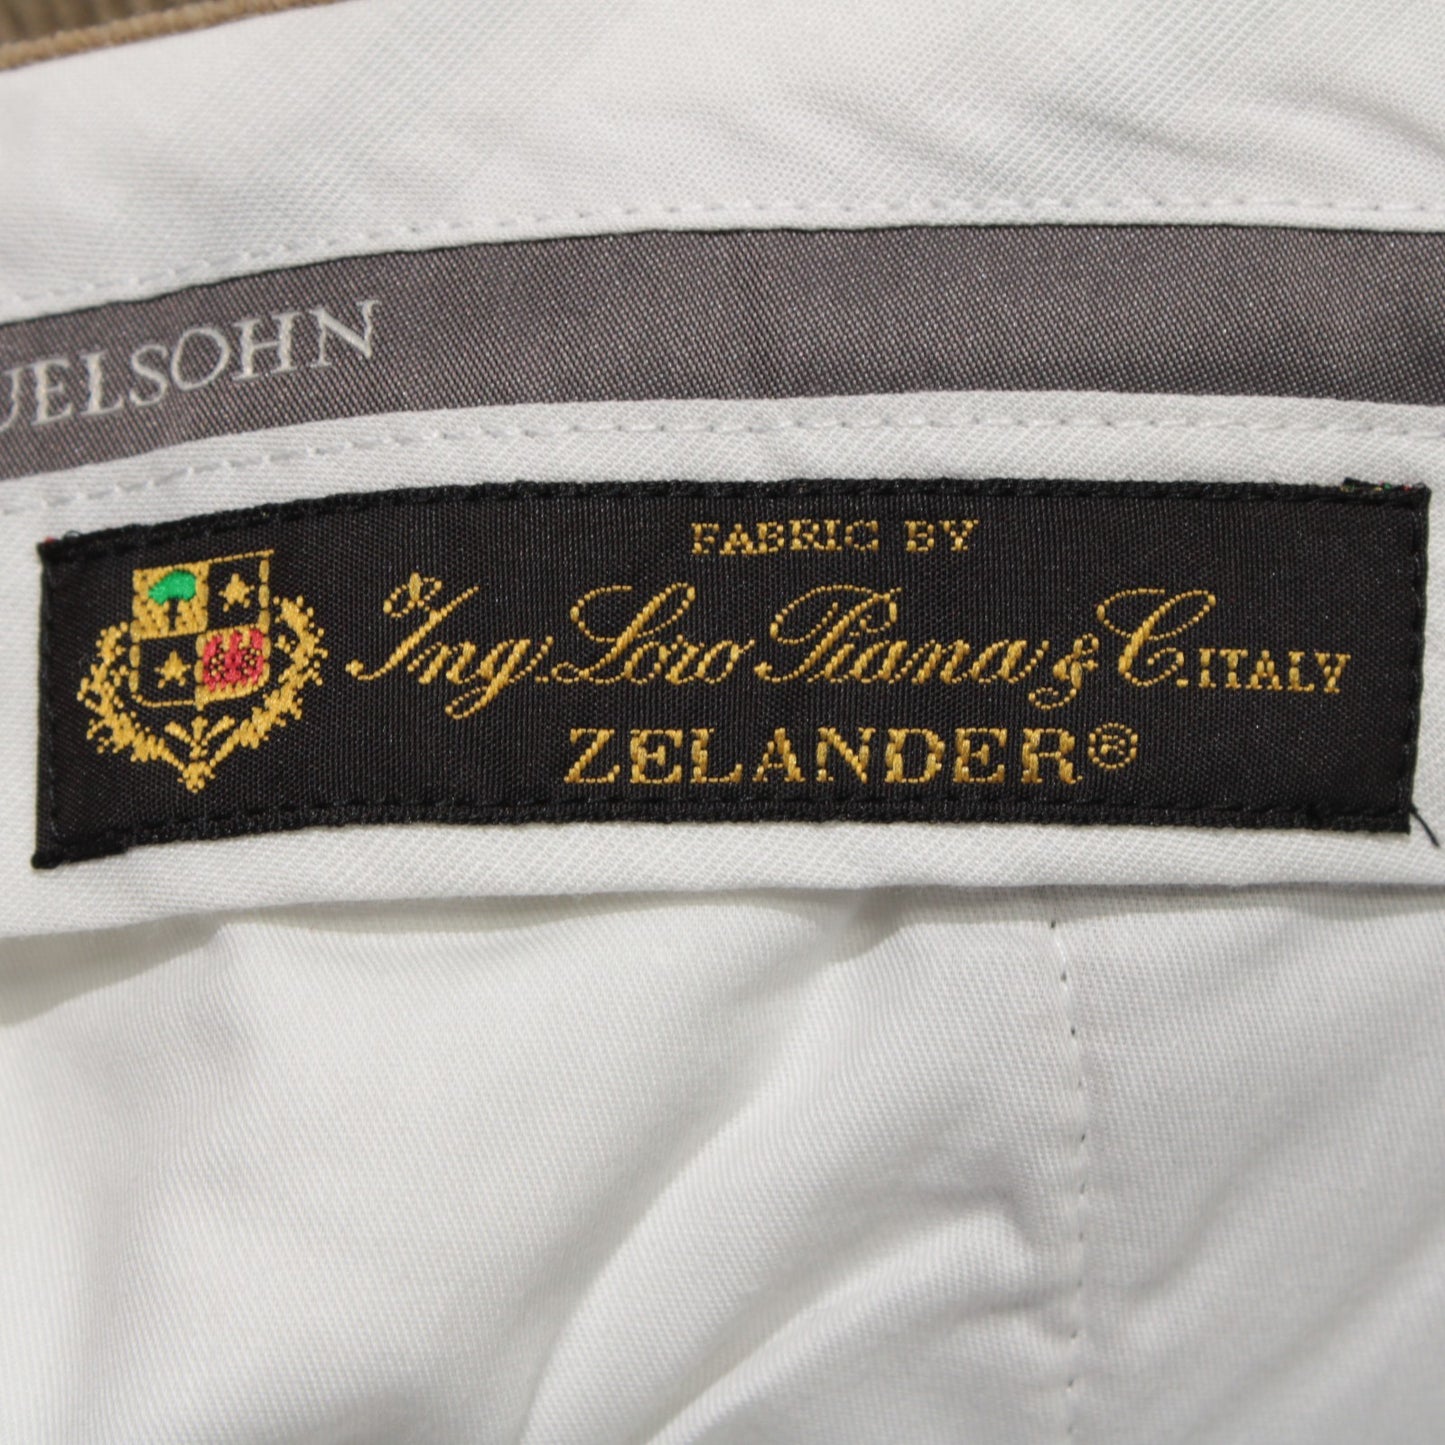 UELSOHN
FABRIC BY
Ing. Loro Piana & C. ITALY
ZELANDER®